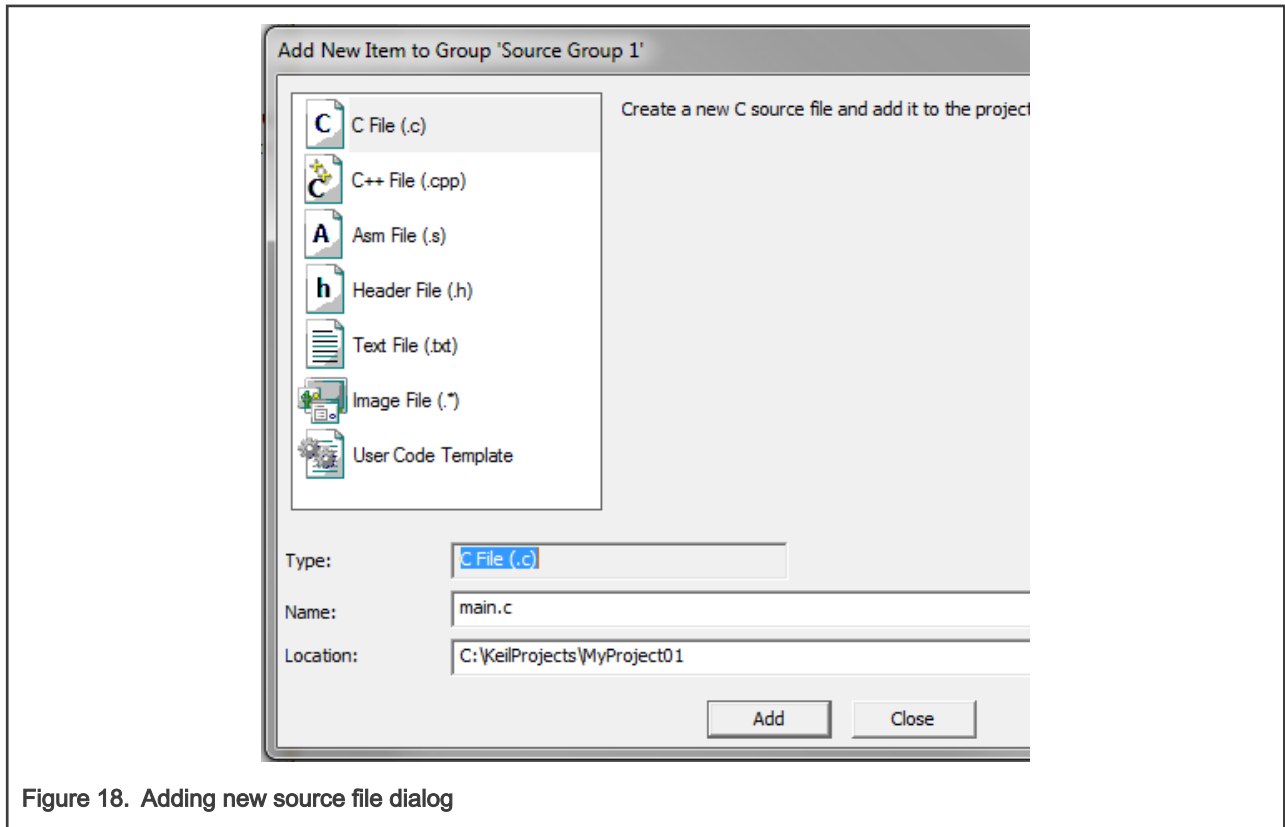 Add New Item to Group 'Source Group 1'
C File (.c)
Create a new C source file and add it to the project
C++ File (.cpp)
Asm File (.s)
Header File (.h)
Text File (.txt)
Image File (.*)
User Code Template
Type:
C File (.c)
Name:
main.c
Location:
C:\KeilProjects\MyProject01
Add
Close
Figure 18. Adding new source file dialog